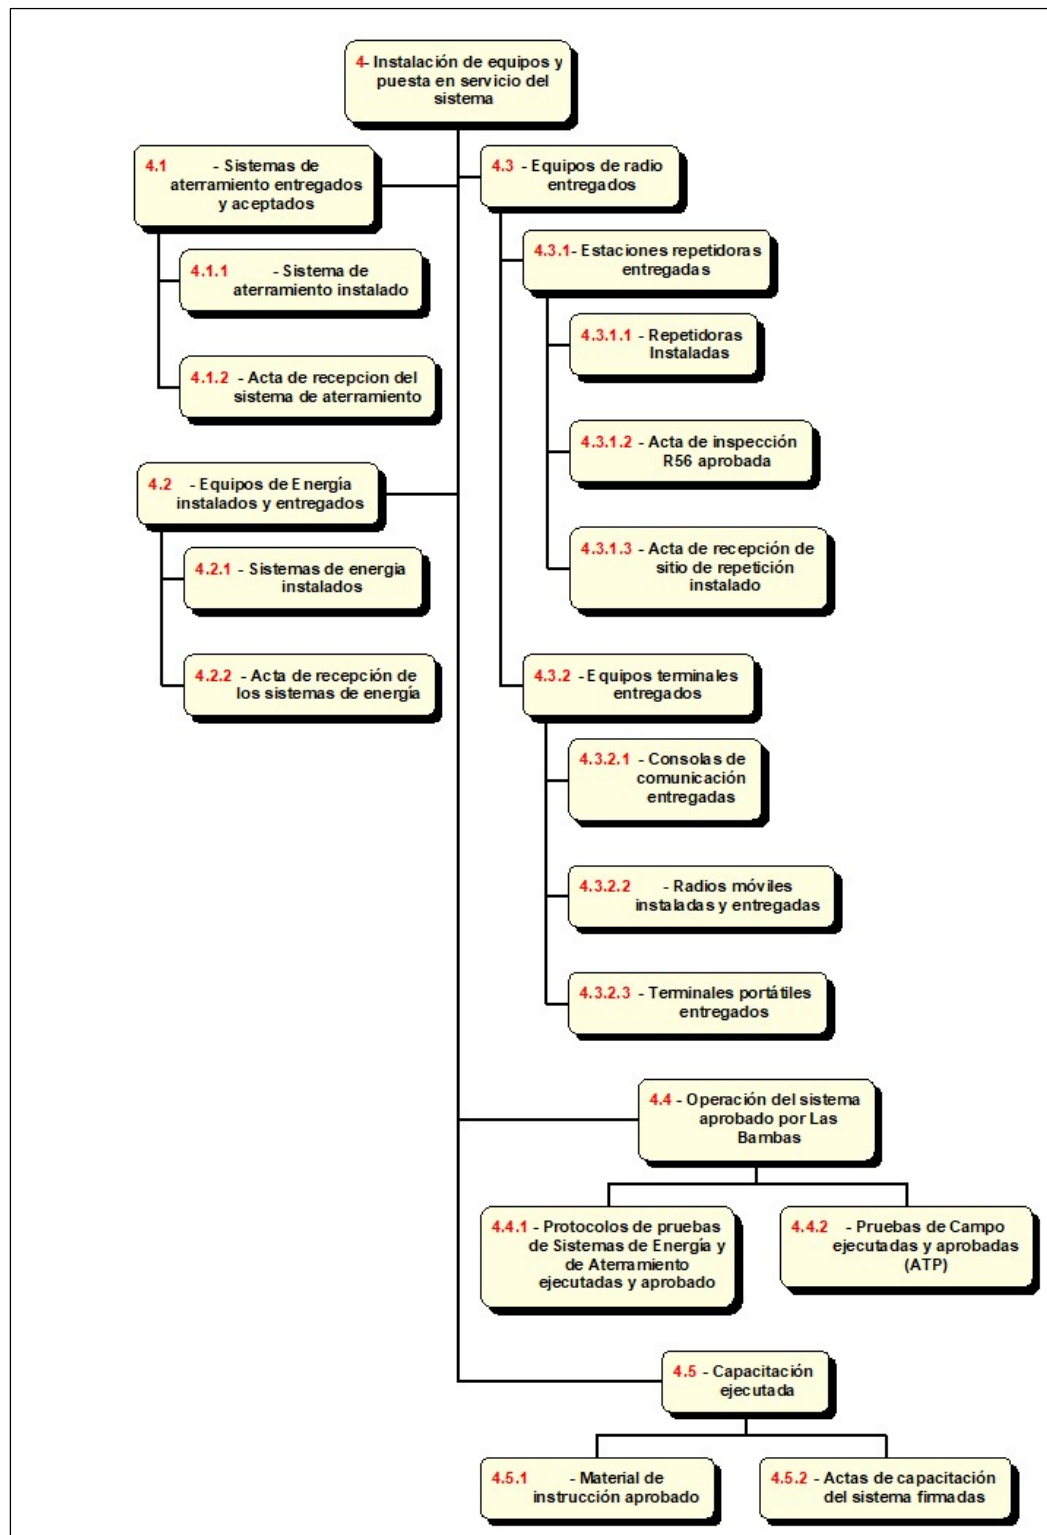 4- Instalación de equipos y
puesta en servicio del
sistema
4.1 - Sistemas de
aterramiento entregados
y aceptados
4.1.1 - Sistema de
aterramiento instalado
4.1.2 - Acta de recepcion del
sistema de aterramiento
4.2 - Equipos de Energía
instalados y entregados
4.2.1 - Sistemas de energia
instalados
4.2.2 - Acta de recepción de
los sistemas de energía
4.3 - Equipos de radio
entregados
4.3.1- Estaciones repetidoras
entregadas
4.3.1.1 - Repetidoras
Instaladas
4.3.1.2 - Acta de inspección
R56 aprobada
4.3.1.3 - Acta de recepción de
sitio de repetición
instalado
4.3.2 - Equipos terminales
entregados
4.3.2.1 - Consolas de
comunicación
entregadas
4.3.2.2 - Radios móviles
instaladas y entregadas
4.3.2.3 - Terminales portátiles
entregados
4.4 - Operación del sistema
aprobado por Las
Bambas
4.4.1 - Protocolos de pruebas
de Sistemas de Energía y
de Aterramiento
ejecutadas y aprobado
4.4.2 - Pruebas de Campo
ejecutadas y aprobadas
(ATP)
4.5 - Capacitación
ejecutada
4.5.1 - Material de
instrucción aprobado
4.5.2 - Actas de capacitación
del sistema firmadas